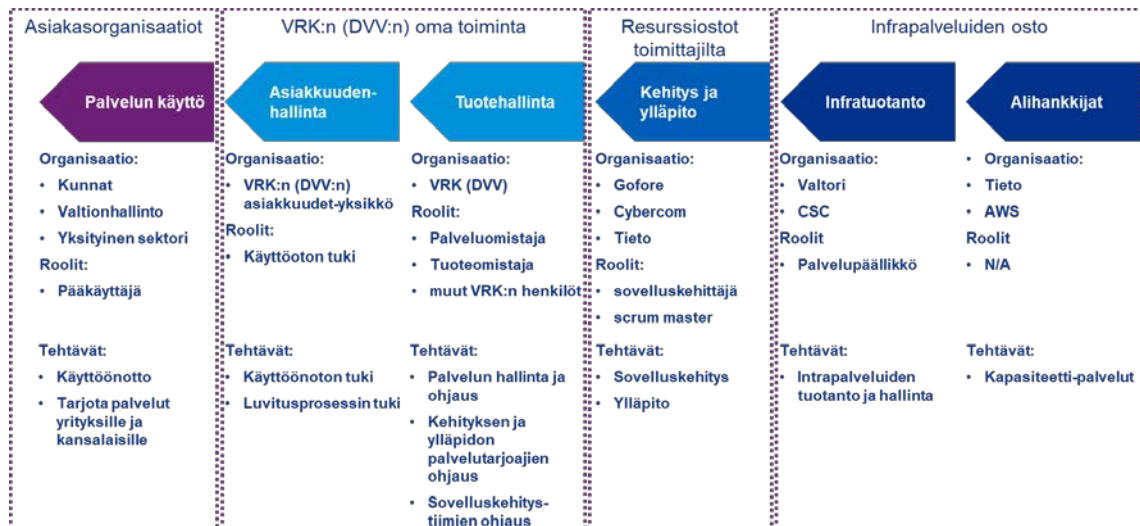 Asiakasorganisaatiot
VRK:n (DVV:n) oma toiminta
Resurssiostot
toimittajilta
Infrapalveluiden osto
Palvelun käyttö
Asiakkuuden-
hallinta
Tuotehallinta
Kehitys ja
ylläpito
Infratuotanto
Alihankkijat
Organisaatio:
• Kunnat
• Valtionhallinto
• Yksityinen sektori
Roolit:
• Pääkäyttäjä
Tehtävät:
• Käyttöönotto
• Tarjota palvelut
yrityksille ja
kansalaisille
Organisaatio:
• VRK:n (DVV:n)
asiakkuudet-yksikkö
Roolit:
• Käyttöoton tuki
Tehtävät:
• Käyttöönoton tuki
• Luvitusprosessin tuki
Organisaatio:
• VRK (DVV)
Roolit:
• Palveluomistaja
• Tuoteomistaja
• muut VRK:n henkilöt
Tehtävät:
• Palvelun hallinta ja
ohjaus
• Kehityksen ja
ylläpidon
palvelutarjoajien
ohjaus
• Sovelluskehitys-
tiimien ohjaus
Organisaatio:
• Gofore
• Cybercom
• Tieto
Roolit:
• sovelluskehittäjä
• scrum master
Tehtävät:
• Sovelluskehitys
• Ylläpito
Organisaatio:
• Valtori
• CSC
Roolit
• Palvelupäällikkö
Tehtävät:
• Intrapalveluiden
tuotanto ja hallinta
• Organisaatio:
• Tieto
• AWS
Roolit
• N/A
Tehtävät:
• Kapasiteetti-palvelut